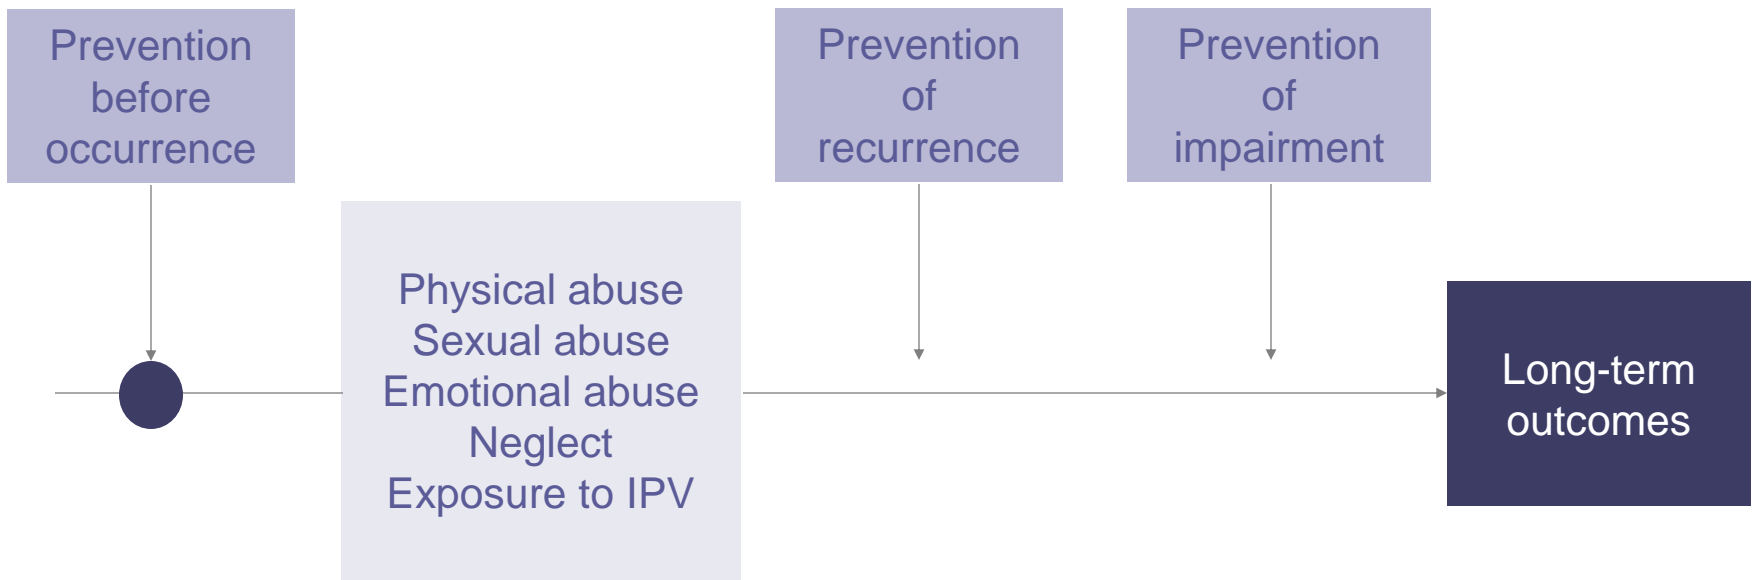 Prevention
before
occurrence
Prevention
of
recurrence
Prevention
of
impairment
Physical abuse
Sexual abuse
Emotional abuse
Neglect
Exposure to IPV
Long-term
outcomes